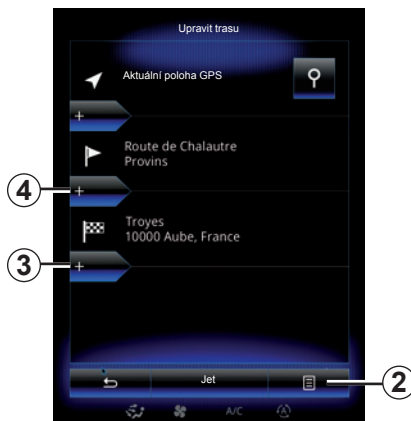 Upravit trasu
Aktuální poloha GPS
+
Route de Chalautre
Provins
4
+
Troyes
10000 Aube, France
3
+
Jet
2
A/C
A